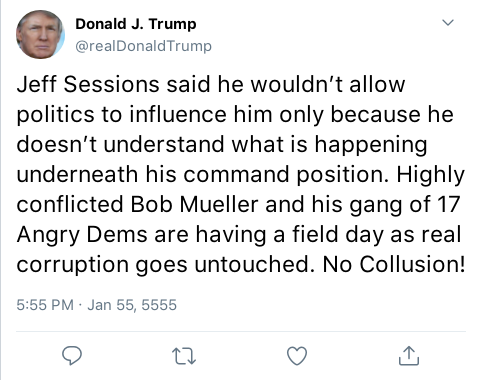 Donald J. Trump
@realDonaldTrump
Jeff Sessions said he wouldn’t allow
politics to influence him only because he
doesn’t understand what is happening
underneath his command position. Highly
conflicted Bob Mueller and his gang of 17
Angry Dems are having a field day as real
corruption goes untouched. No Collusion!
5:55 PM · Jan 55, 5555